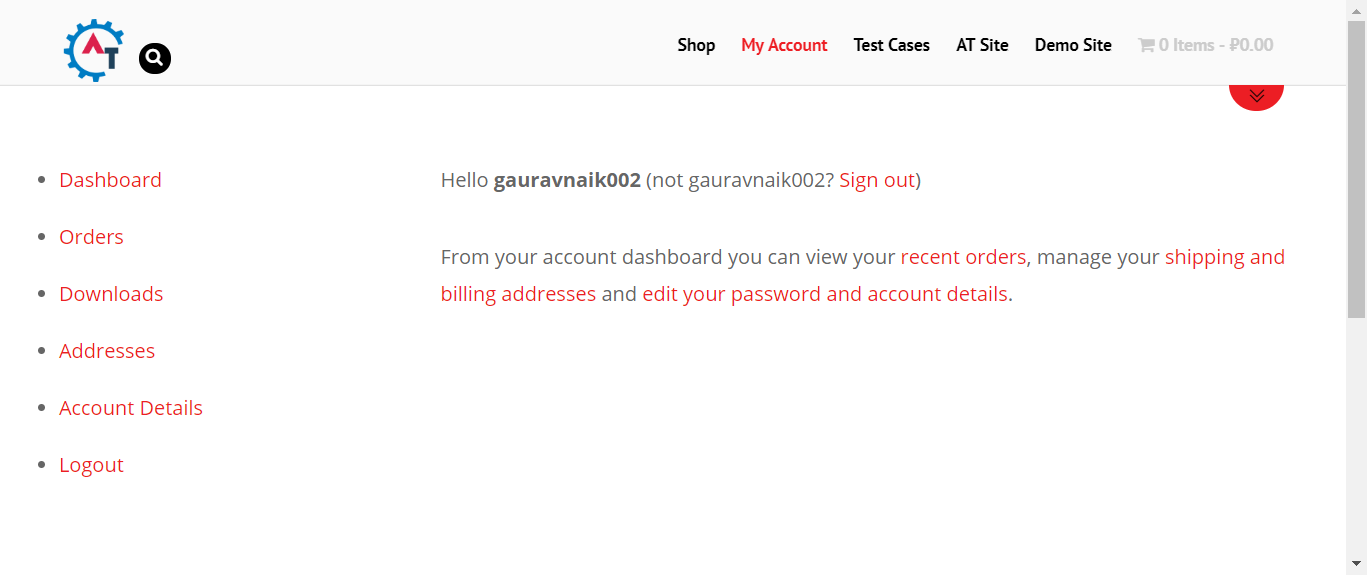 AT
Shop My Account Test Cases AT Site Demo Site 0 Items - ₽0.00
Dashboard
Orders
Downloads
Addresses
Account Details
Logout
Hello gauravnaik002 (not gauravnaik002? Sign out)
From your account dashboard you can view your recent orders, manage your shipping and
billing addresses and edit your password and account details.